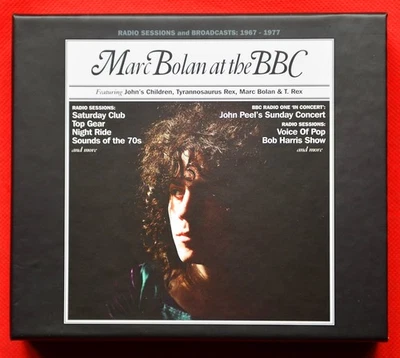 RADIO SESSIONS and BROADCASTS: 1967 - 1977
Marc Bolan at the BBC
Featuring John's Children, Tyrannosaurus Rex, Marc Bolan & T. Rex
RADIO SESSIONS:
Saturday Club
Top Gear
Night Ride
Sounds of the 70s
and more
BBC RADIO ONE 'IN CONCERT':
John Peel's Sunday Concert
RADIO SESSIONS:
Voice Of Pop
Bob Harris Show
and more